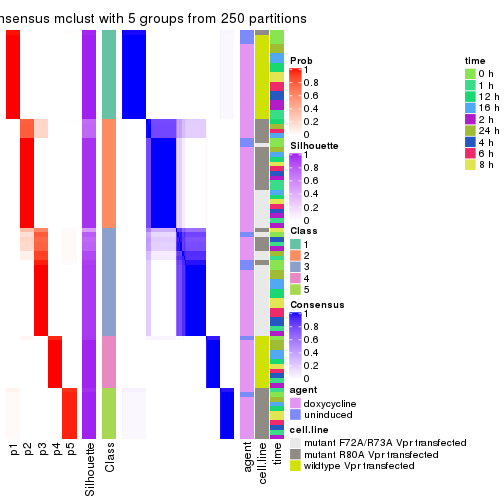 nsensus mclust with 5 groups from 250 partitions
Prob
1
0.8
0.6
0.4
0.2
0
Silhouette
1
0.8
0.6
0.4
0.2
0
Class
1
2
3
4
5
Consensus
1
0.8
0.6
0.4
0.2
0
agent
doxycycline
uninduced
cell.line
mutant F72A/R73A Vpr transfected
mutant R80A Vpr transfected
wildtype Vpr transfected
time
0 h
1 h
12 h
16 h
2 h
24 h
4 h
6 h
8 h
p1
p2
p3
p4
p5
Silhouette
Class
agent
cell.line
time